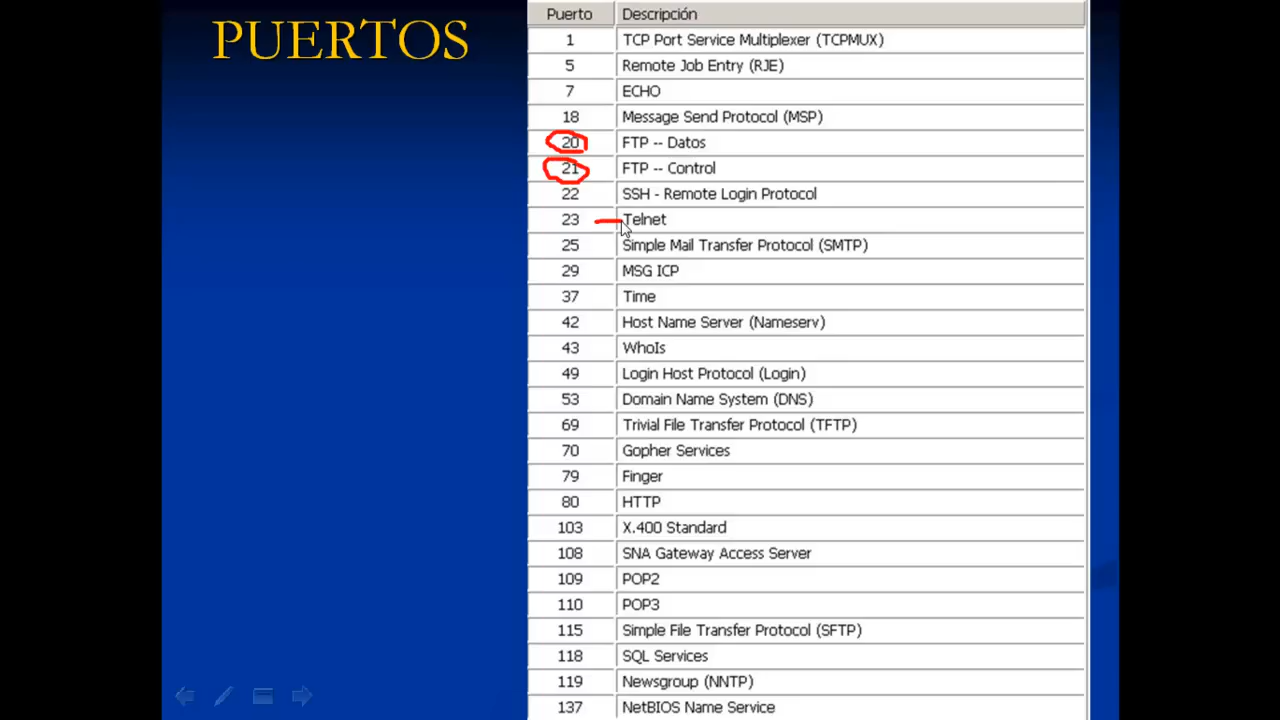 PUERTOS
Puerto Descripción
1 TCP Port Service Multiplexer (TCPMUX)
5 Remote Job Entry (RJE)
7 ECHO
18 Message Send Protocol (MSP)
20 FTP -- Datos
21 FTP -- Control
22 SSH - Remote Login Protocol
23 Telnet
25 Simple Mail Transfer Protocol (SMTP)
29 MSG ICP
37 Time
42 Host Name Server (Nameserv)
43 WhoIs
49 Login Host Protocol (Login)
53 Domain Name System (DNS)
69 Trivial File Transfer Protocol (TFTP)
70 Gopher Services
79 Finger
80 HTTP
103 X.400 Standard
108 SNA Gateway Access Server
109 POP2
110 POP3
115 Simple File Transfer Protocol (SFTP)
118 SQL Services
119 Newsgroup (NNTP)
137 NetBIOS Name Service